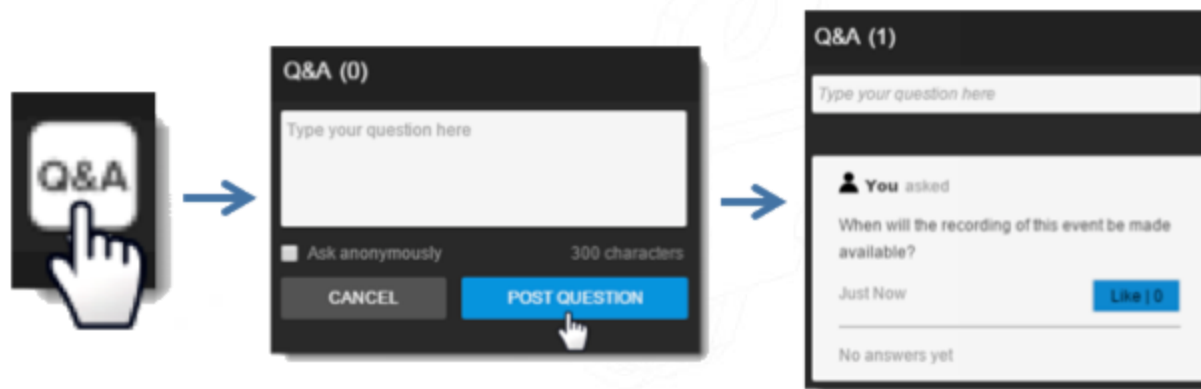 Q&A
Q&A (0)
Type your question here
Ask anonymously 300 characters
CANCEL POST QUESTION
Q&A (1)
Type your question here
You asked
When will the recording of this event be made
available?
Just Now Like | 0
No answers yet